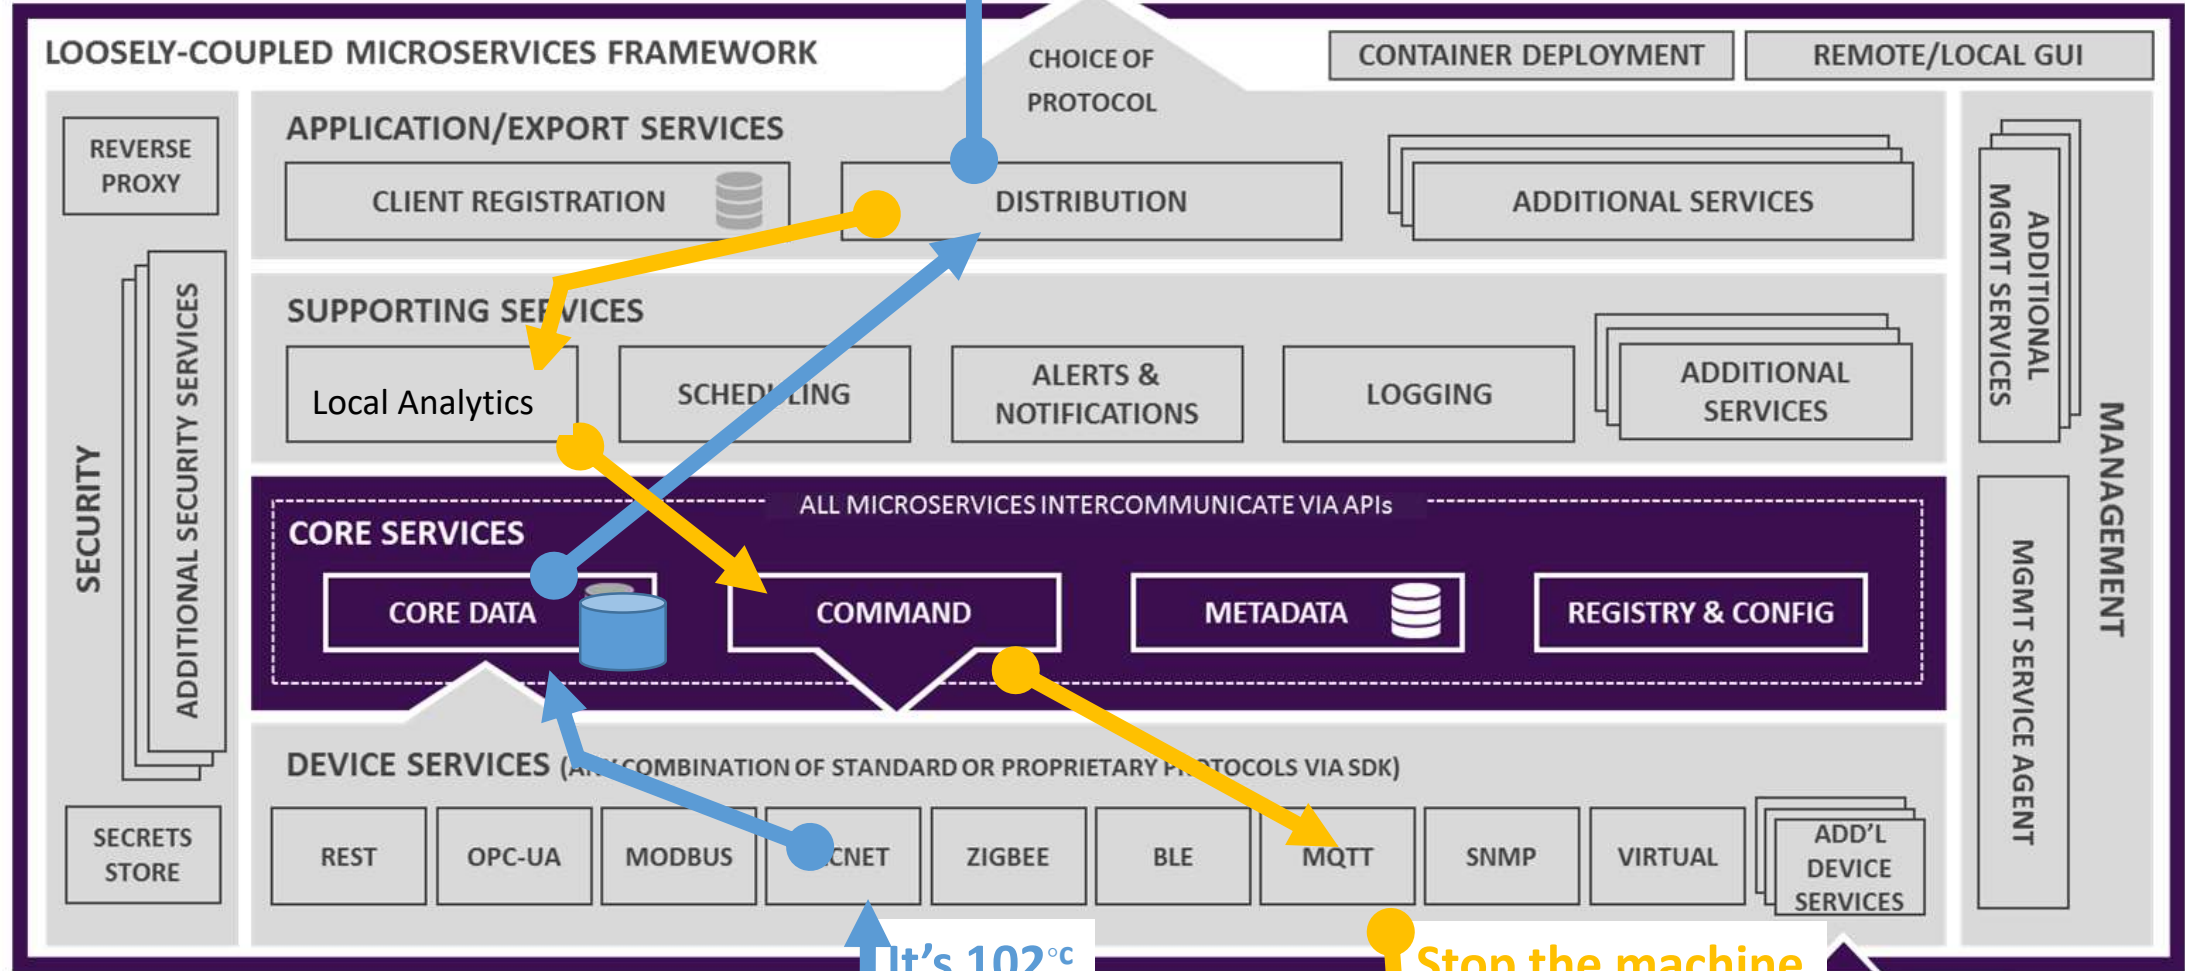 LOOSELY-COUPLED MICROSERVICES FRAMEWORK
CHOICE OF
PROTOCOL
CONTAINER DEPLOYMENT
REMOTE/LOCAL GUI
REVERSE
PROXY
ADDITIONAL SECURITY SERVICES
SECURITY
SECRETS
STORE
APPLICATION/EXPORT SERVICES
CLIENT REGISTRATION
DISTRIBUTION
ADDITIONAL SERVICES
SUPPORTING SERVICES
Local Analytics
SCHEDULING
ALERTS &
NOTIFICATIONS
LOGGING
ADDITIONAL
SERVICES
ALL MICROSERVICES INTERCOMMUNICATE VIA APIs
CORE SERVICES
CORE DATA
COMMAND
METADATA
REGISTRY & CONFIG
DEVICE SERVICES (ANY COMBINATION OF STANDARD OR PROPRIETARY PROTOCOLS VIA SDK)
REST
OPC-UA
MODBUS
BACNET
ZIGBEE
BLE
MQTT
SNMP
VIRTUAL
ADD'L
DEVICE
SERVICES
ADDITIONAL
MGMT SERVICES
MANAGEMENT
MGMT SERVICE AGENT
It's 102°c
Stop the machine